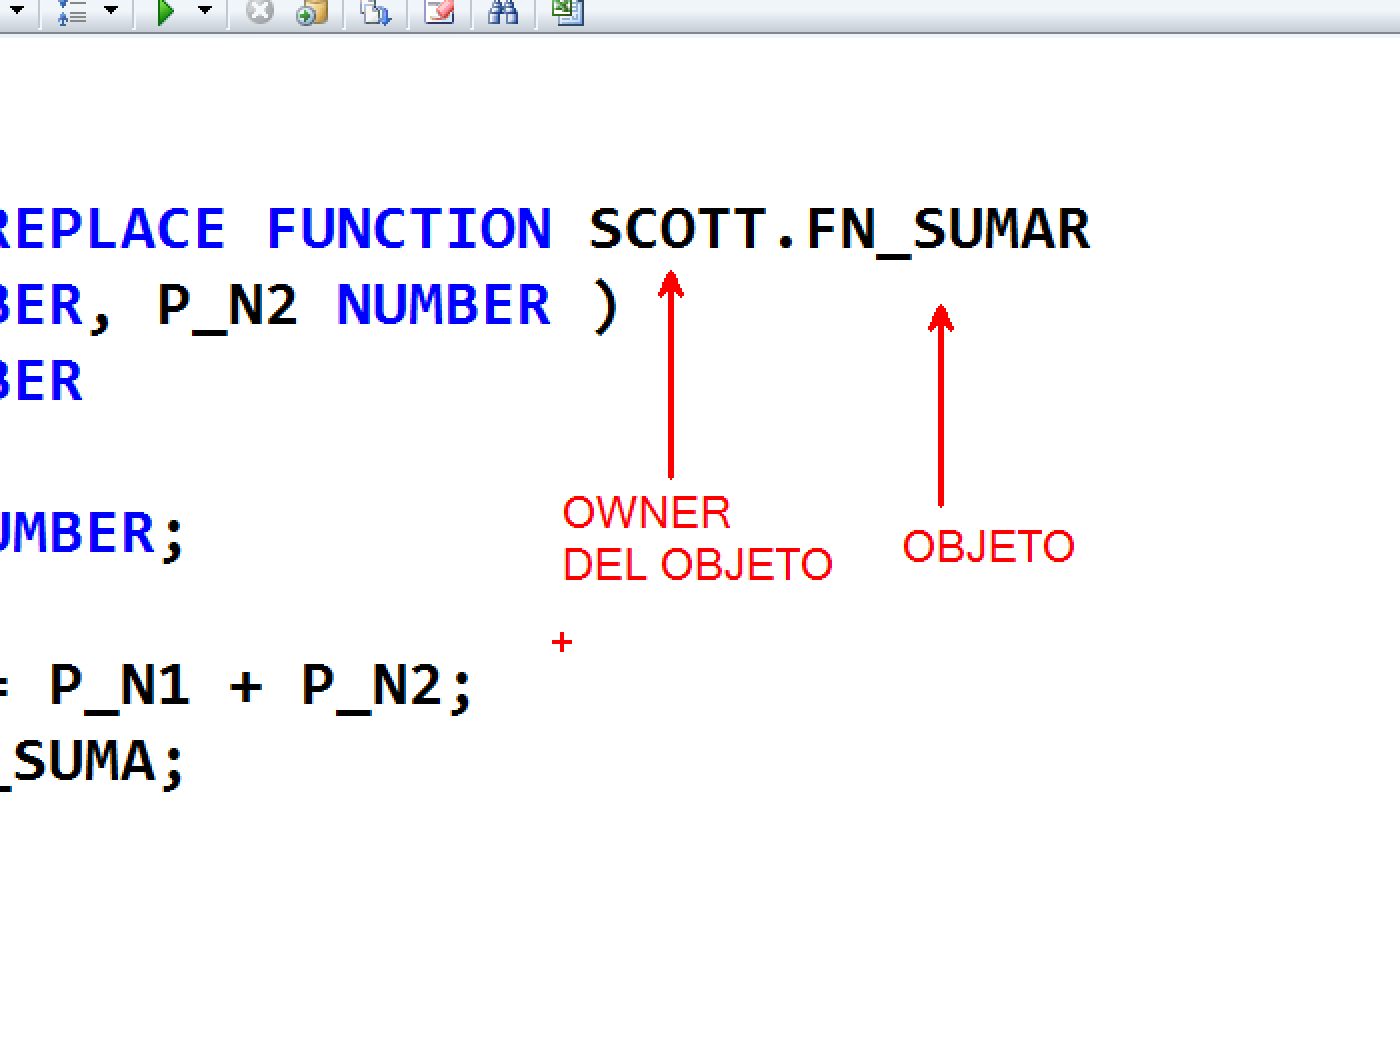 REPLACE FUNCTION SCOTT.FN_SUMAR
BER, P_N2 NUMBER )
BER
UMBER;
= P_N1 + P_N2;
_SUMA;
OWNER
DEL OBJETO
OBJETO
+